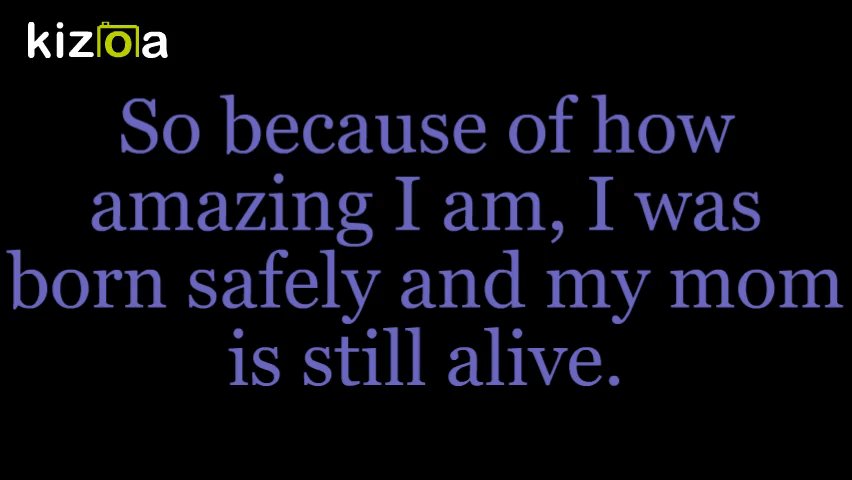 kizoa
So because of how
amazing I am, I was
born safely and my mom
is still alive.